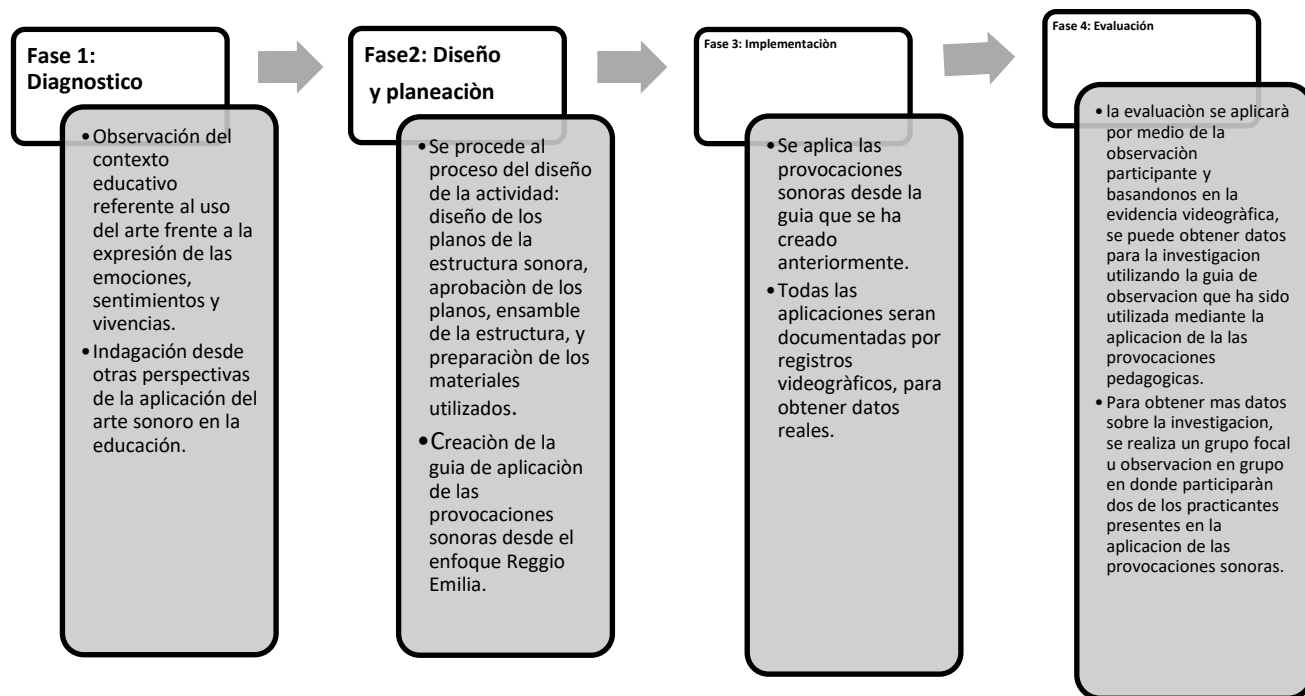 Fase 1:
Diagnostico
•Observación del
contexto
educativo
referente al uso
del arte frente a la
expresión de las
emociones,
sentimientos y
vivencias.
•Indagación desde
otras perspectivas
de la aplicación del
arte sonoro en la
educación.
Fase2: Diseño
y planeaciòn
•Se procede al
proceso del diseño
de la actividad:
diseño de los
planos de la
estructura sonora,
aprobaciòn de los
planos, ensamble
de la estructura, y
preparaciòn de los
materiales
utilizados.
•Creaciòn de la
guia de aplicaciòn
de las
provocaciones
sonoras desde el
enfoque Reggio
Emilia.
Fase 3: Implementaciòn
•Se aplica las
provocaciones
sonoras desde la
guia que se ha
creado
anteriormente.
•Todas las
aplicaciones seran
documentadas por
registros
videogràficos, para
obtener datos
reales.
Fase 4: Evaluación
•la evaluaciòn se aplicarà
por medio de la
observaciòn
participante y
basandonos en la
evidencia videogràfica,
se puede obtener datos
para la investigacion
utilizando la guia de
observacion que ha sido
utilizada mediante la
aplicacion de la las
provocaciones
pedagogicas.
•Para obtener mas datos
sobre la investigacion,
se realiza un grupo focal
u observacion en grupo
en donde participaràn
dos de los practicantes
presentes en la
aplicacion de las
provocaciones sonoras.